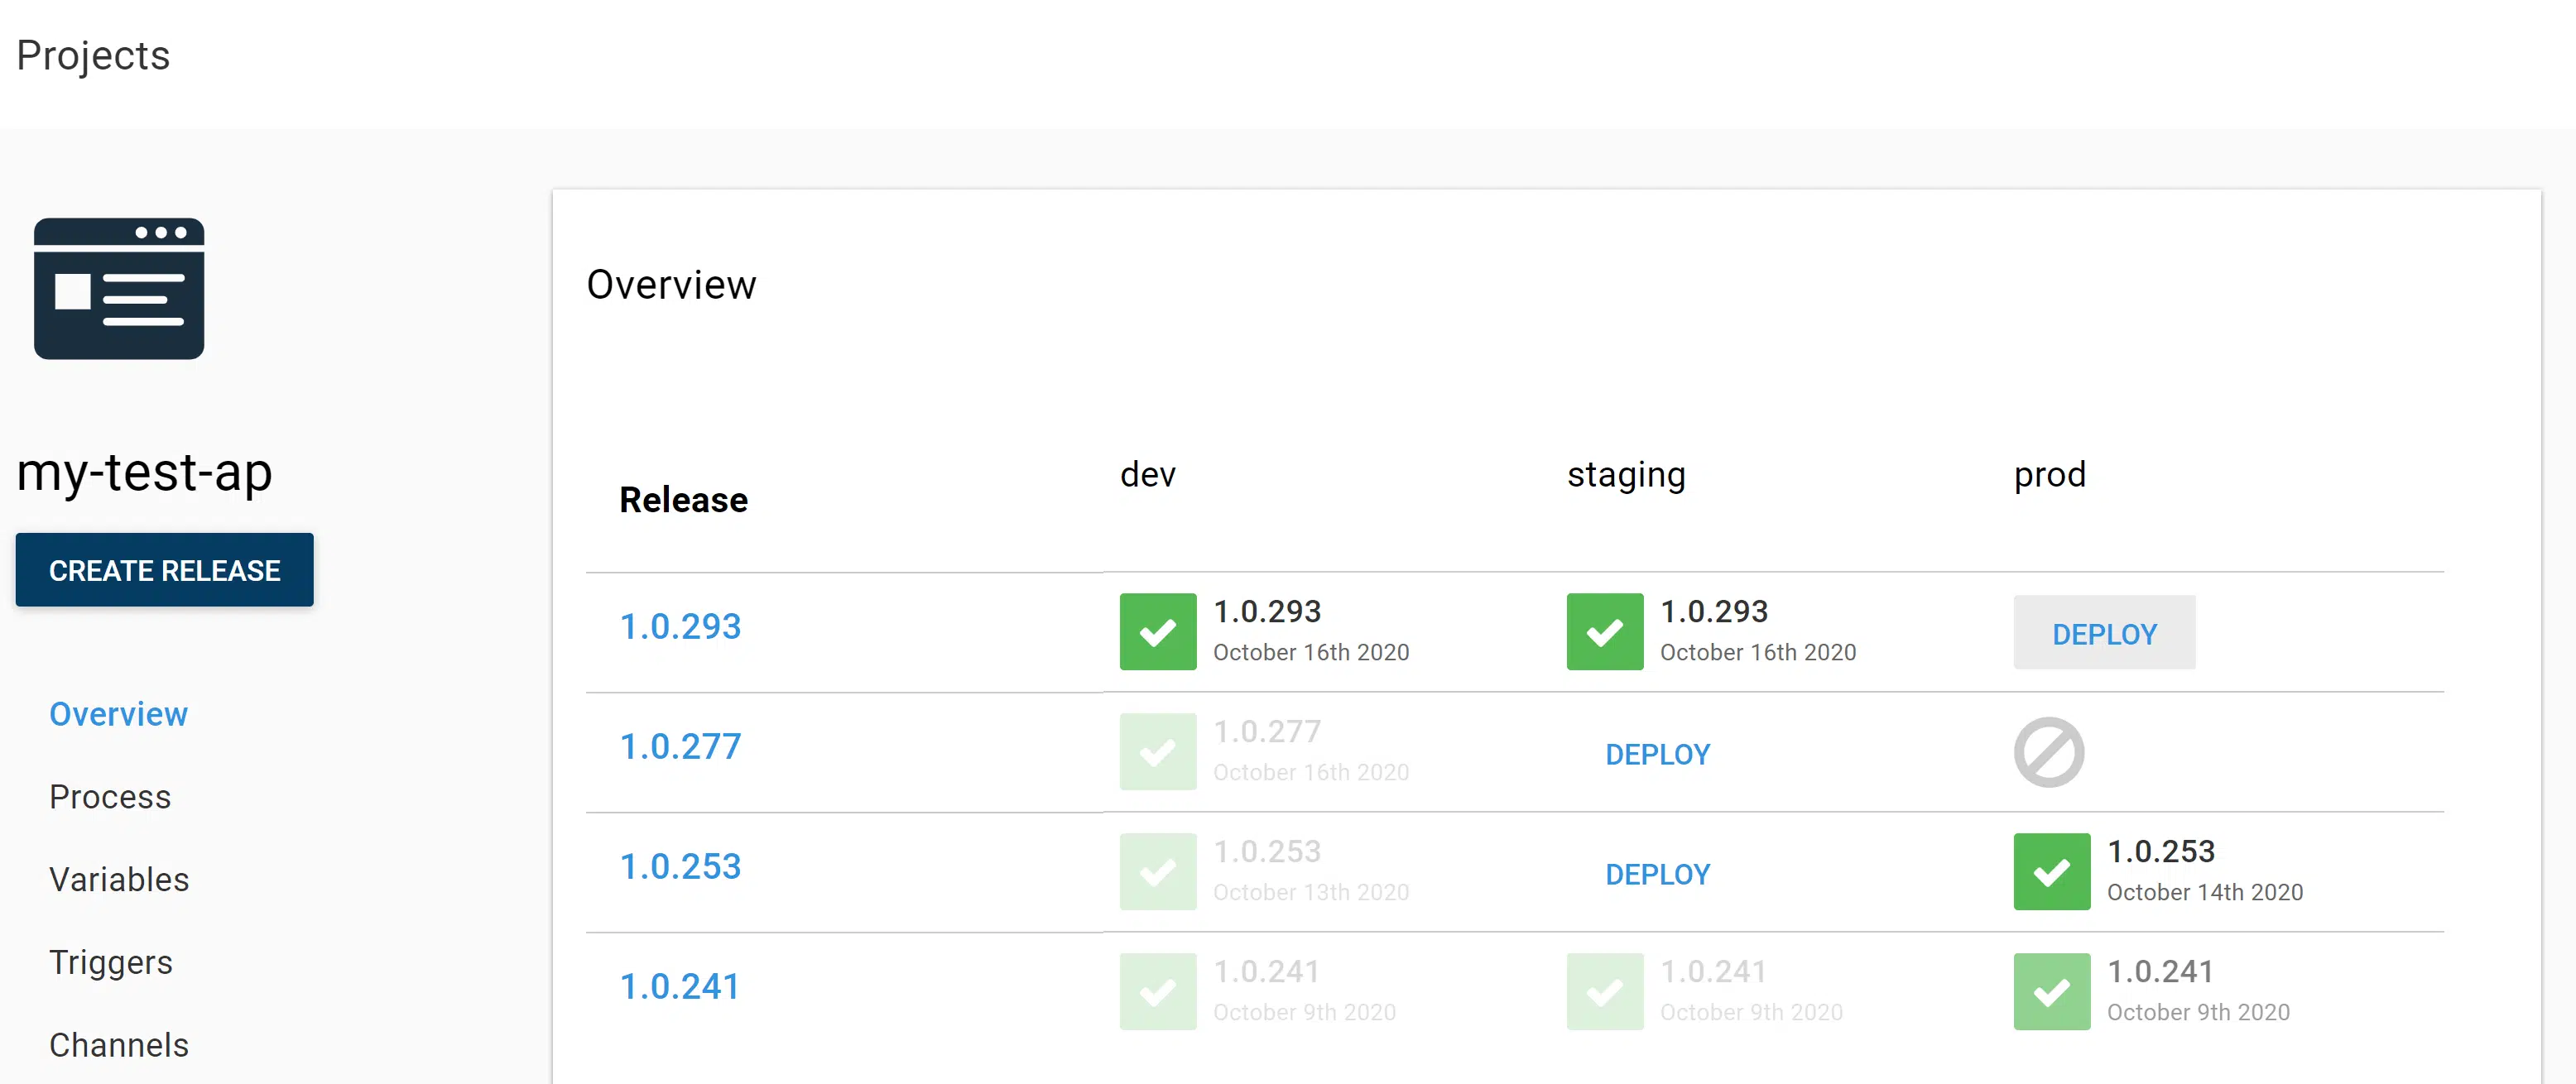 Projects
my-test-ap
CREATE RELEASE
Overview
Process
Variables
Triggers
Channels
Overview
Release dev staging prod
1.0.293 1.0.293 1.0.293 DEPLOY
October 16th 2020 October 16th 2020
1.0.277 1.0.277 DEPLOY
October 16th 2020
1.0.253 1.0.253 DEPLOY 1.0.253
October 13th 2020 October 14th 2020
1.0.241 1.0.241 1.0.241 1.0.241
October 9th 2020 October 9th 2020 October 9th 2020